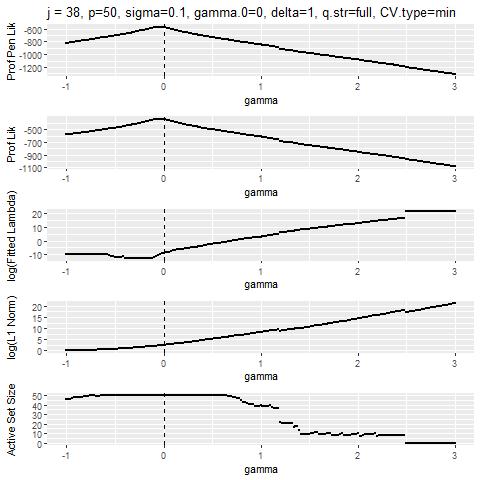 j = 38, p=50, sigma=0.1, gamma.0=0, delta=1, q.str=full, CV.type=min
Prof Pen Lik
-600
-800
-1000
-1200
-1 0 1 2 3
gamma
Prof Lik
-500
-700
-900
-1100
-1 0 1 2 3
gamma
log(Fitted Lambda)
20
10
0
-10
-1 0 1 2 3
gamma
log(L1 Norm)
20
15
10
5
0
-1 0 1 2 3
gamma
Active Set Size
50
40
30
20
10
0
-1 0 1 2 3
gamma